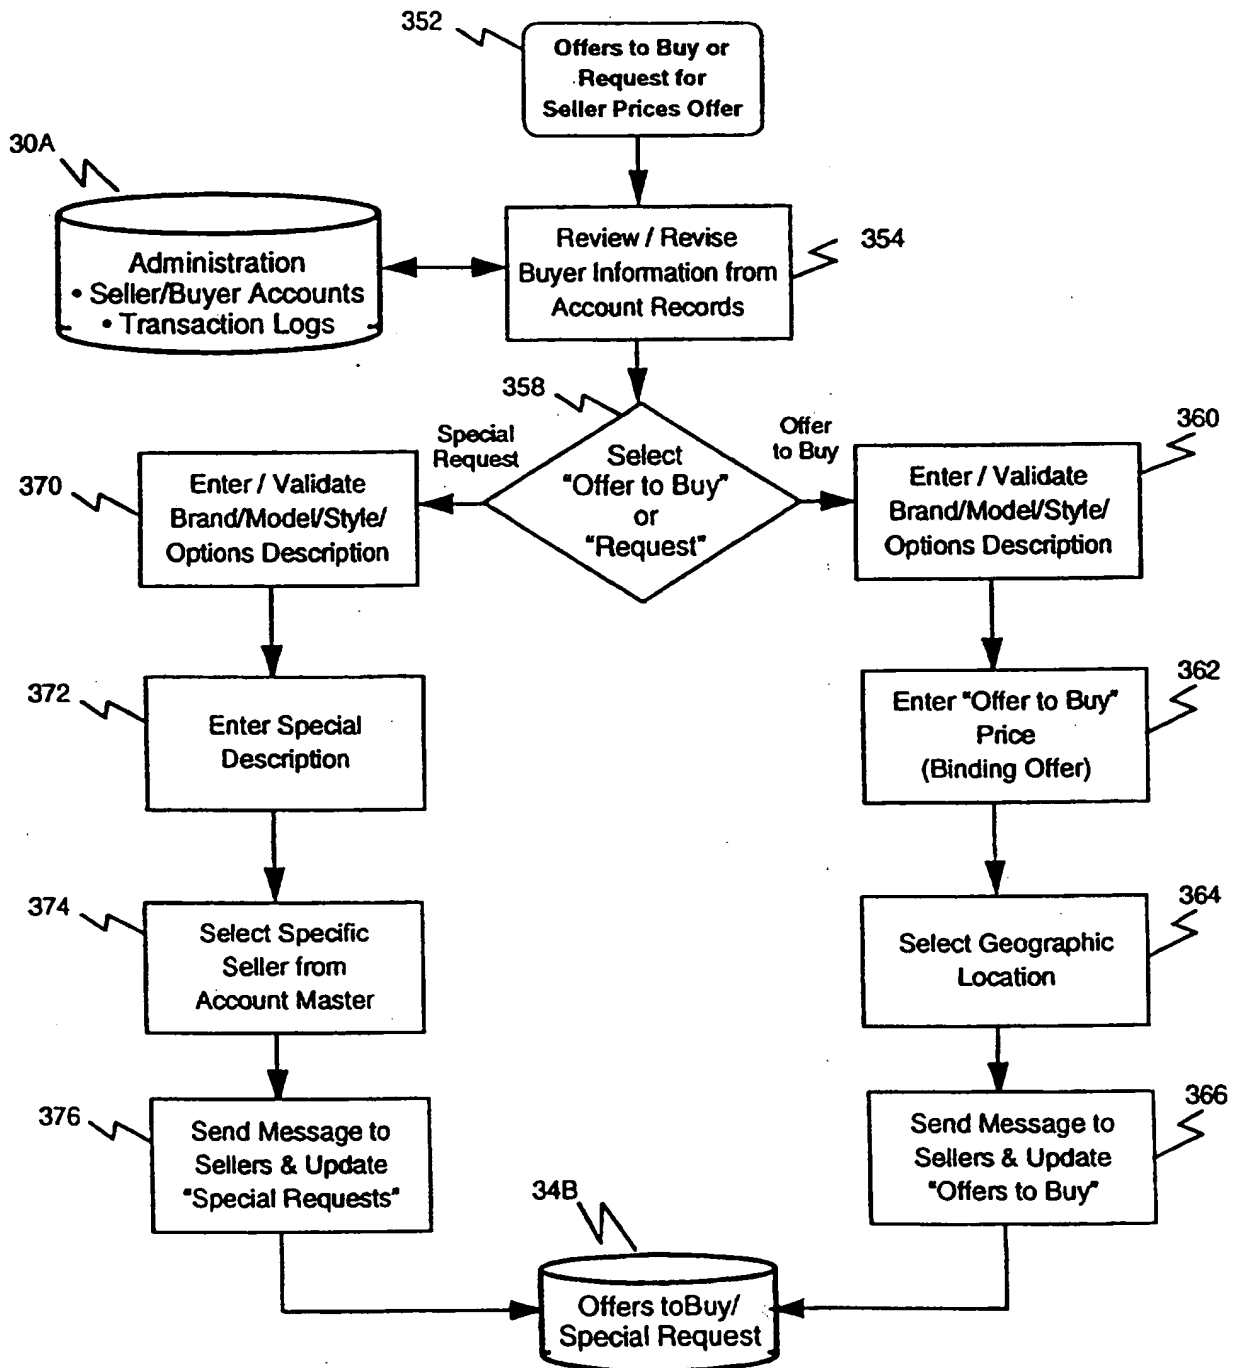 352
Offers to Buy or
Request for
Seller Prices Offer
30A
Administration
• Seller/Buyer Accounts
• Transaction Logs
Review / Revise
Buyer Information from
Account Records
354
358
Special
Request
Select
"Offer to Buy"
or
"Request"
Offer
to Buy
360
370
Enter / Validate
Brand/Model/Style/
Options Description
Enter / Validate
Brand/Model/Style/
Options Description
372
Enter Special
Description
Enter "Offer to Buy"
Price
(Binding Offer)
362
374
Select Specific
Seller from
Account Master
Select Geographic
Location
364
376
Send Message to
Sellers & Update
"Special Requests"
Send Message to
Sellers & Update
"Offers to Buy"
366
34B
Offers toBuy/
Special Request